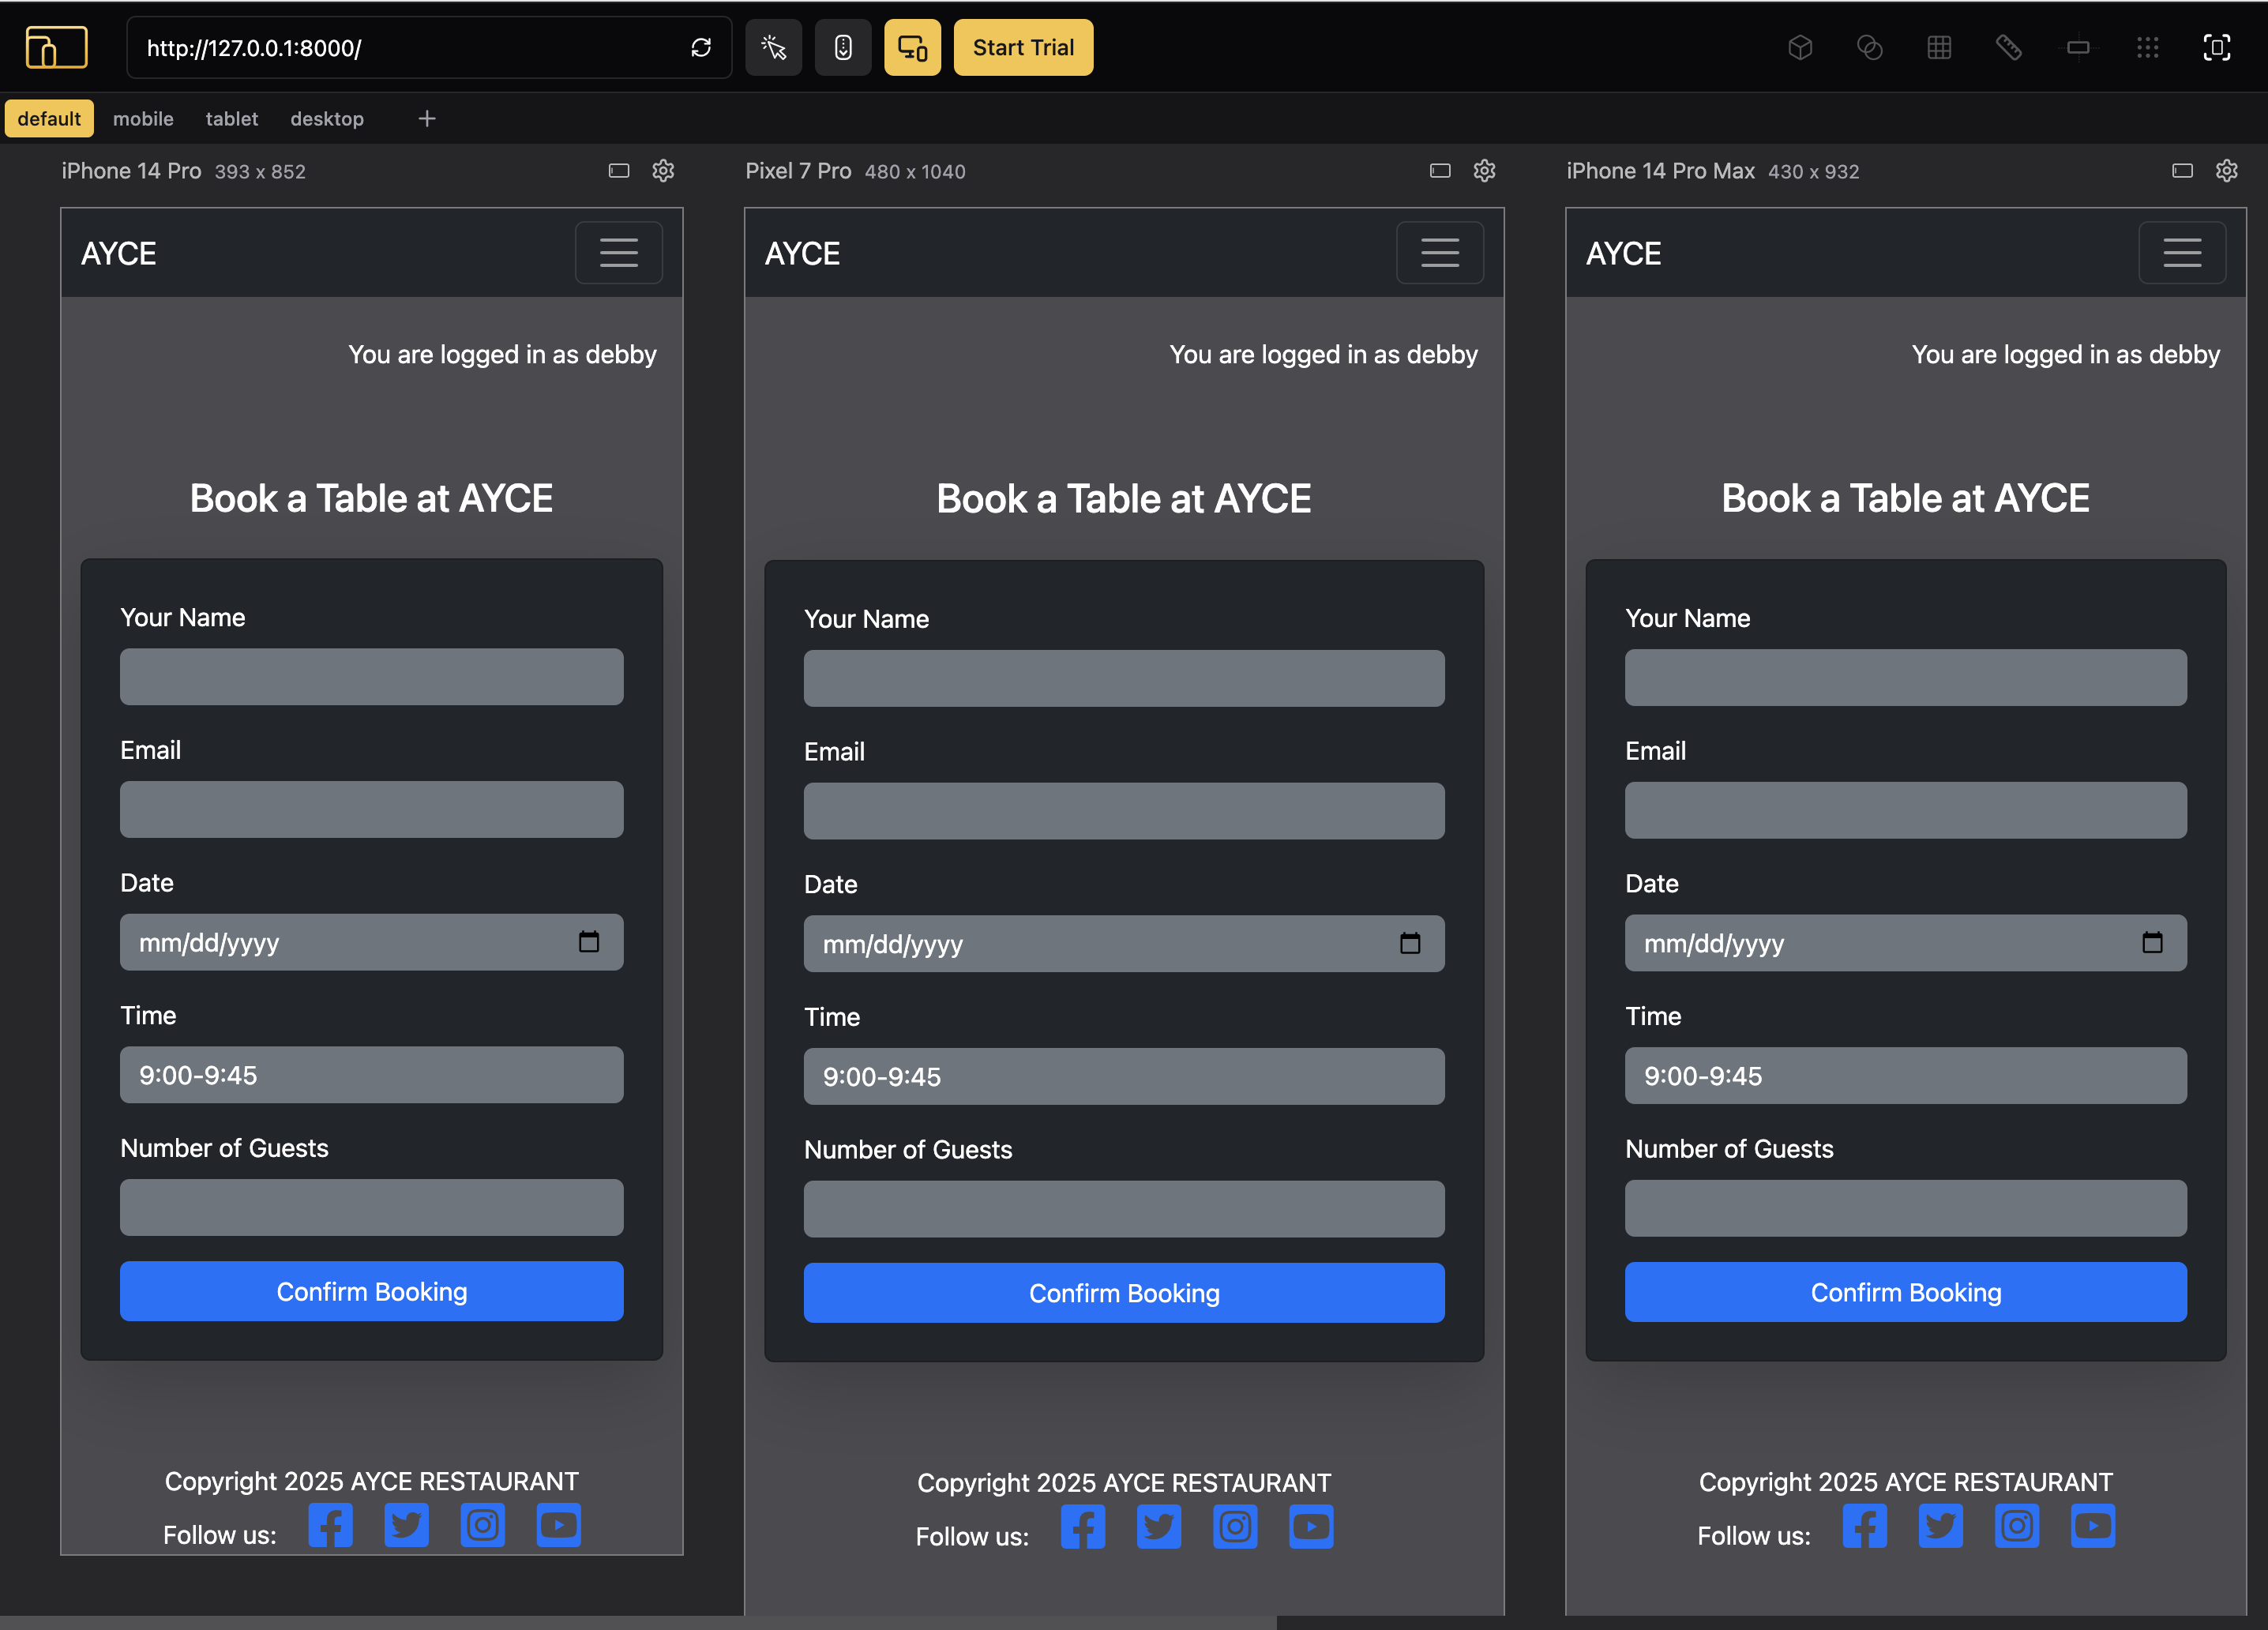 http://127.0.0.1:8000/
Start Trial
default mobile tablet desktop
iPhone 14 Pro 393 x 852
AYCE
You are logged in as debby
Book a Table at AYCE
Your Name
Email
Date
mm/dd/yyyy
Time
9:00-9:45
Number of Guests
Confirm Booking
Copyright 2025 AYCE RESTAURANT
Follow us:
Pixel 7 Pro 480 x 1040
AYCE
You are logged in as debby
Book a Table at AYCE
Your Name
Email
Date
mm/dd/yyyy
Time
9:00-9:45
Number of Guests
Confirm Booking
Copyright 2025 AYCE RESTAURANT
Follow us:
iPhone 14 Pro Max 430 x 932
AYCE
You are logged in as debby
Book a Table at AYCE
Your Name
Email
Date
mm/dd/yyyy
Time
9:00-9:45
Number of Guests
Confirm Booking
Copyright 2025 AYCE RESTAURANT
Follow us: